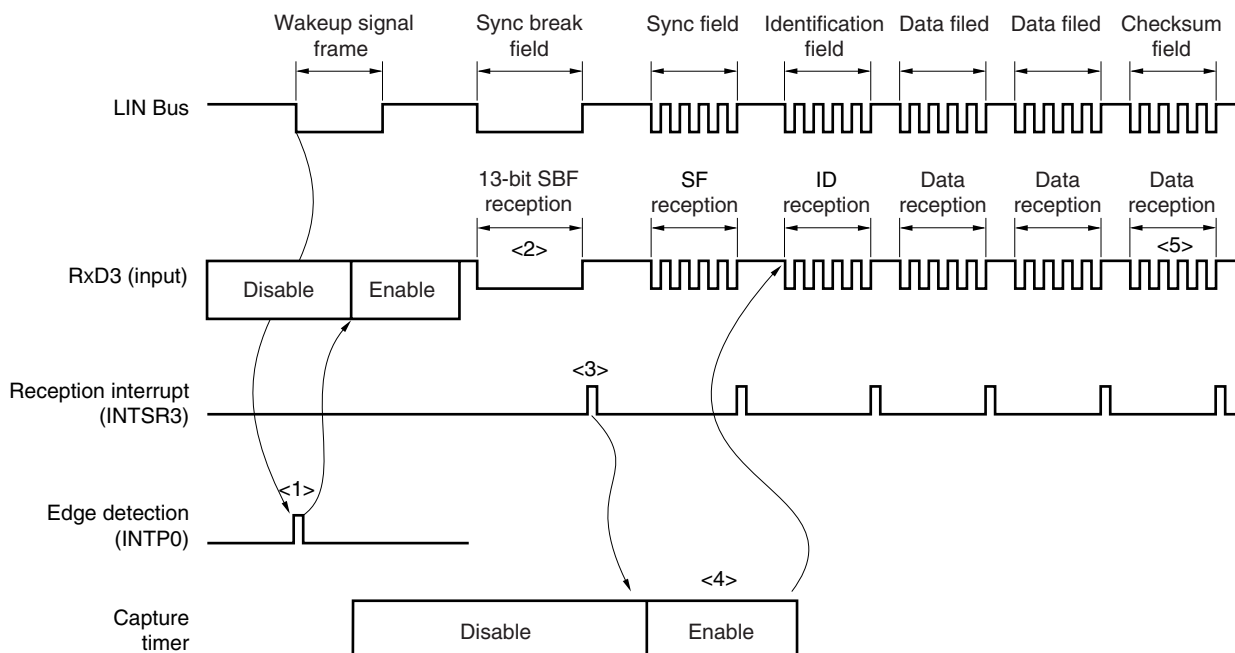 Wakeup signal
frame
Sync break
field
Sync field
Identification
field
Data filed
Data filed
Checksum
field
LIN Bus
13-bit SBF
reception
SF
reception
ID
reception
Data
reception
Data
reception
Data
reception
<2>
<5>
RxD3 (input)
Disable
Enable
Reception interrupt
(INTSR3)
<3>
<1>
Edge detection
(INTP0)
<4>
Capture
timer
Disable
Enable